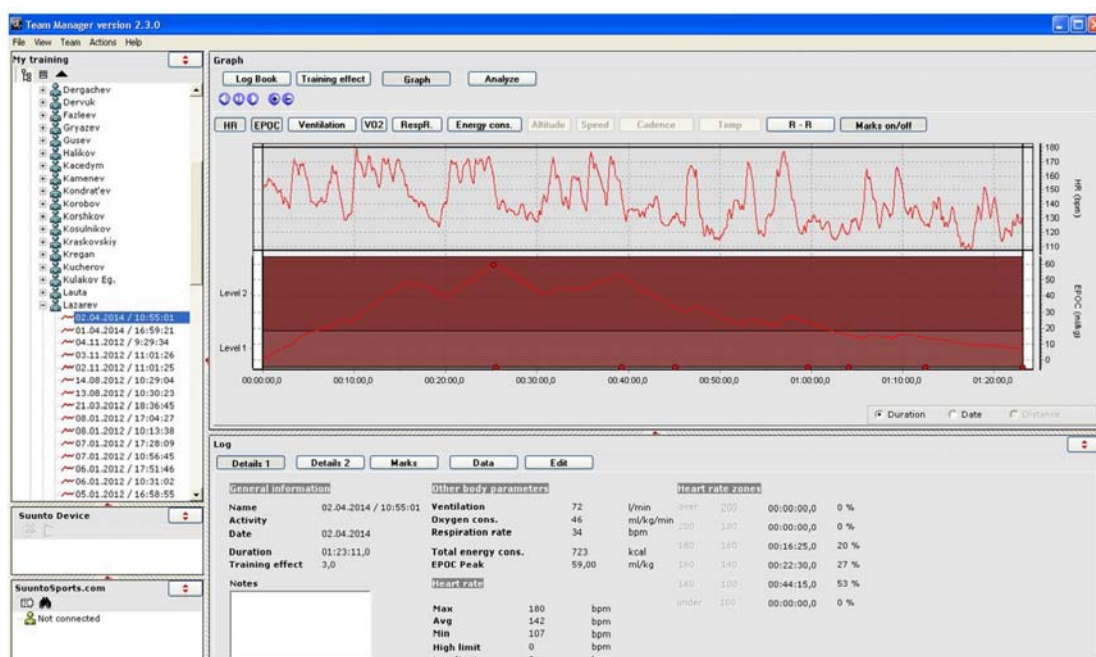 Team Manager version 2.3.0
File View Team Actions Help
My training
Dergachev
Dervuk
Fazleev
Gryazev
Gusev
Halikov
Kacedym
Kamenev
Kondrat'ev
Korobov
Korshkov
Kosulnikov
Kraskovskiy
Kregan
Kucherov
Kulakov Eg.
Lauta
Lazarev
02.04.2014 / 10:55:01
01.04.2014 / 16:59:21
04.11.2012 / 9:29:34
03.11.2012 / 11:01:26
02.11.2012 / 11:01:25
14.08.2012 / 10:29:04
13.08.2012 / 10:30:23
21.03.2012 / 18:36:45
08.01.2012 / 17:04:27
08.01.2012 / 10:13:38
07.01.2012 / 17:28:09
07.01.2012 / 10:56:45
06.01.2012 / 17:51:46
06.01.2012 / 10:31:02
05.01.2012 / 16:58:55
Suunto Device
SuuntoSports.com
Not connected
Graph
Log Book Training effect Graph Analyze
HR EPOC Ventilation VO2 RespR. Energy cons. Altitude Speed Cadence Temp R - R Marks on/off
180
170
160
150
140
130
120
110
HR (bpm)
Level 2
Level 1
60
50
40
30
20
10
0
EPOC (ml/kg)
00:00:00,0 00:10:00,0 00:20:00,0 00:30:00,0 00:40:00,0 00:50:00,0 01:00:00,0 01:10:00,0 01:20:00,0
Duration Date Distance
Log
Details 1 Details 2 Marks Data Edit
General information
Name 02.04.2014 / 10:55:01
Activity
Date 02.04.2014
Duration 01:23:11,0
Training effect 3,0
Notes
Other body parameters
Ventilation 72 l/min
Oxygen cons. 46 ml/kg/min
Respiration rate 34 bpm
Total energy cons. 723 kcal
EPOC Peak 59,00 ml/kg
Heart rate
Max 180 bpm
Avg 142 bpm
Min 107 bpm
High limit 0 bpm
Heart rate zones
over 200 00:00:00,0 0 %
200 180 00:00:00,0 0 %
180 160 00:16:25,0 20 %
160 140 00:22:30,0 27 %
140 100 00:44:15,0 53 %
under 100 00:00:00,0 0 %